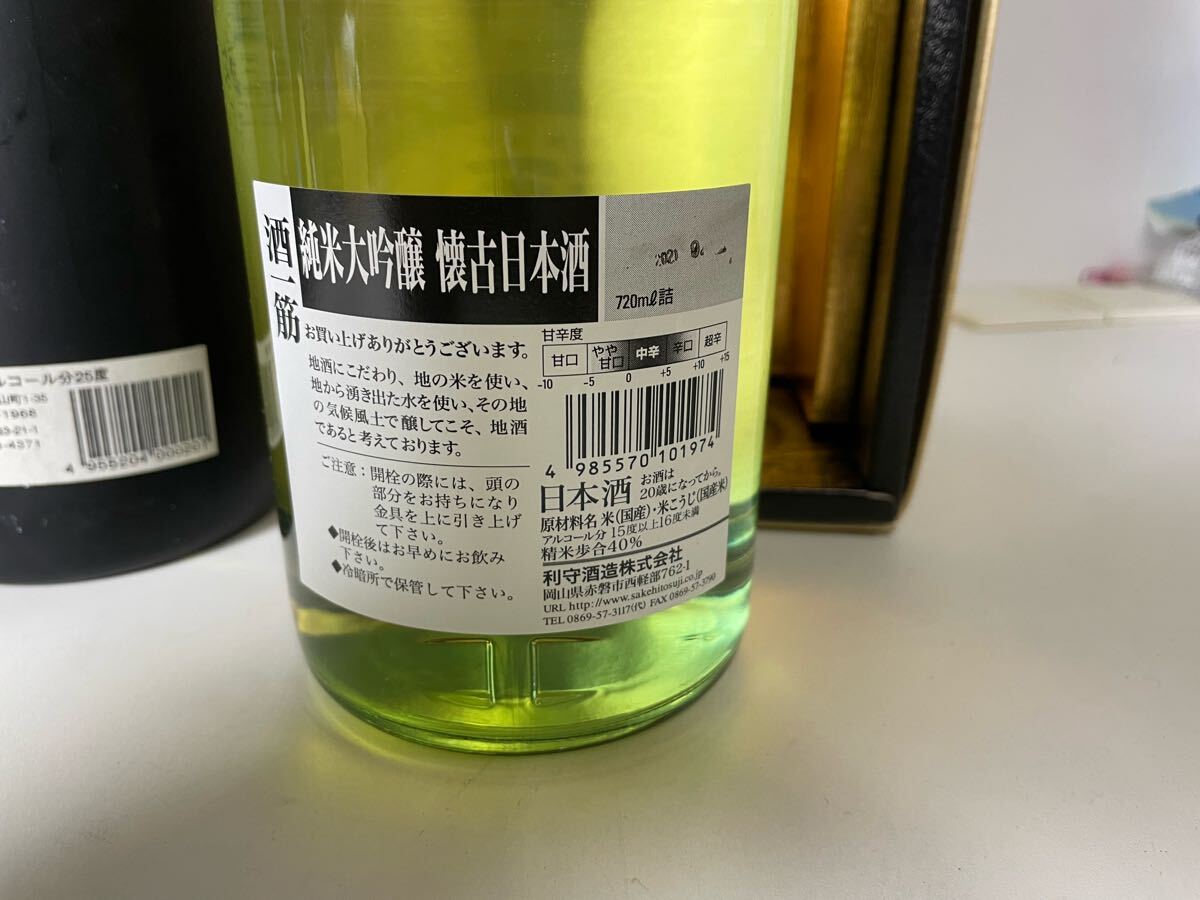 酒一筋
純米大吟醸 懐古日本酒
2021
720mℓ詰
お買い上げありがとうございます。
地酒にこだわり、地の米を使い、
地から湧き出た水を使い、その地
の気候風土で醸してこそ、地酒
であると考えております。
ご注意：開栓の際には、頭の
部分をお持ちになり
金具を上に引き上げ
て下さい。
◆開栓後はお早めにお飲み
下さい。
◆冷暗所で保管して下さい。
甘辛度
甘口 やや甘口 中辛 辛口 超辛
-10 -5 0 +5 +10 +15
4 985570 101974
日本酒 お酒は
20歳になってから。
原材料名 米(国産)・米こうじ(国産米)
アルコール分 15度以上16度未満
精米歩合40%
利守酒造株式会社
岡山県赤磐市西軽部762-1
URL http://www.sakehitosuji.co.jp
TEL 0869-57-3117(代) FAX 0869-57-3790
ルコール分25度
山町1-35
1968
3-21-1
-4371
4 955204 000207